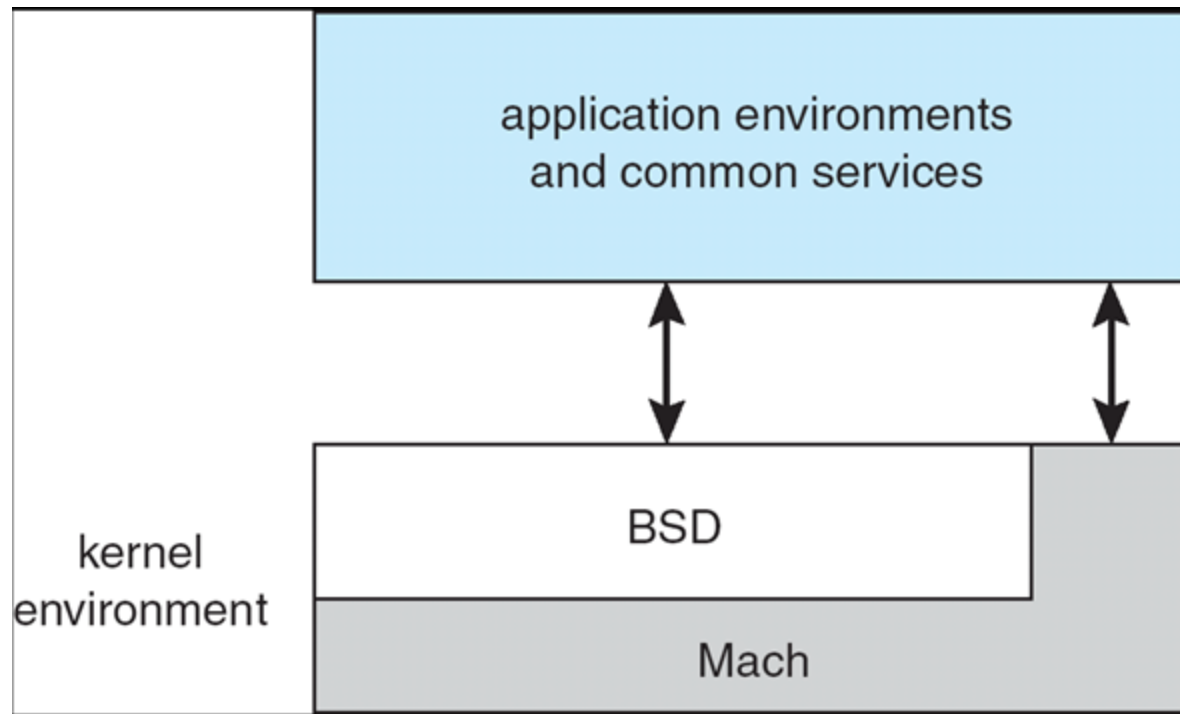 application environments
and common services
BSD
kernel
environment
Mach